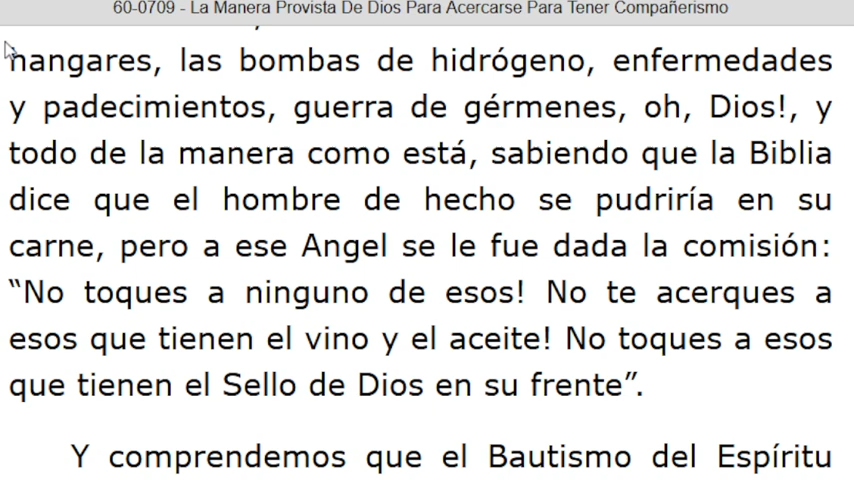 60-0709 - La Manera Provista De Dios Para Acercarse Para Tener Compañerismo
hangares, las bombas de hidrógeno, enfermedades
y padecimientos, guerra de gérmenes, oh, Dios!, y
todo de la manera como está, sabiendo que la Biblia
dice que el hombre de hecho se pudriría en su
carne, pero a ese Angel se le fue dada la comisión:
“No toques a ninguno de esos! No te acerques a
esos que tienen el vino y el aceite! No toques a esos
que tienen el Sello de Dios en su frente”.
Y comprendemos que el Bautismo del Espíritu